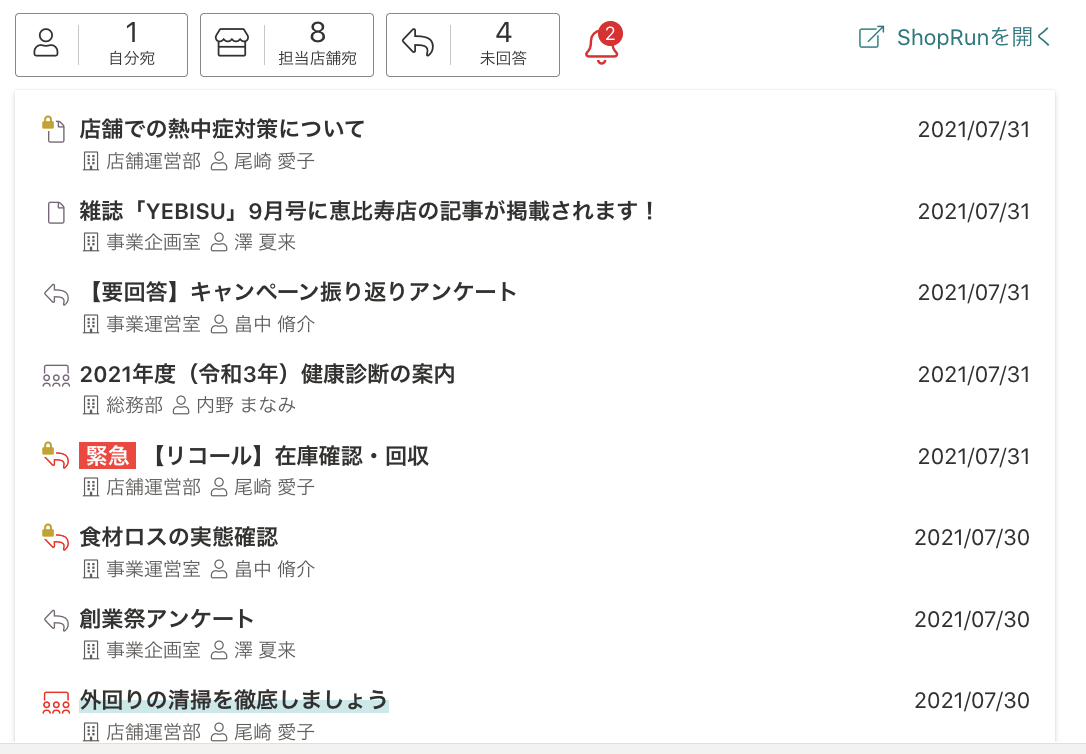 1
自分宛
8
担当店舗宛
4
未回答
2
ShopRunを開く
店舗での熱中症対策について 2021/07/31
店舗運営部 尾崎 愛子
雑誌「YEBISU」9月号に恵比寿店の記事が掲載されます！ 2021/07/31
事業企画室 澤 夏来
【要回答】キャンペーン振り返りアンケート 2021/07/31
事業運営室 畠中 脩介
2021年度（令和3年）健康診断の案内 2021/07/31
総務部 内野 まなみ
緊急 【リコール】在庫確認・回収 2021/07/31
店舗運営部 尾崎 愛子
食材ロスの実態確認 2021/07/30
事業運営室 畠中 脩介
創業祭アンケート 2021/07/30
事業企画室 澤 夏来
外回りの清掃を徹底しましょう 2021/07/30
店舗運営部 尾崎 愛子